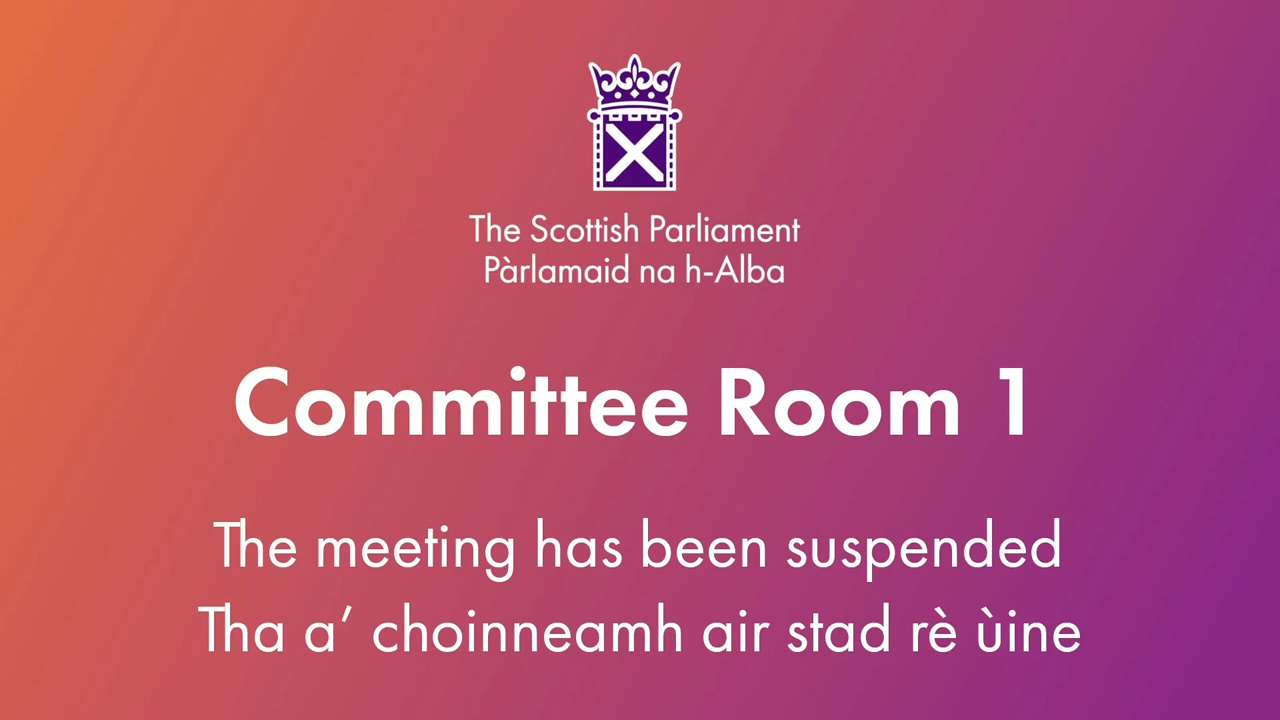 The Scottish Parliament
Pàrlamaid na h-Alba
Committee Room 1
The meeting has been suspended
Tha a’ choinneamh air stad rè ùine